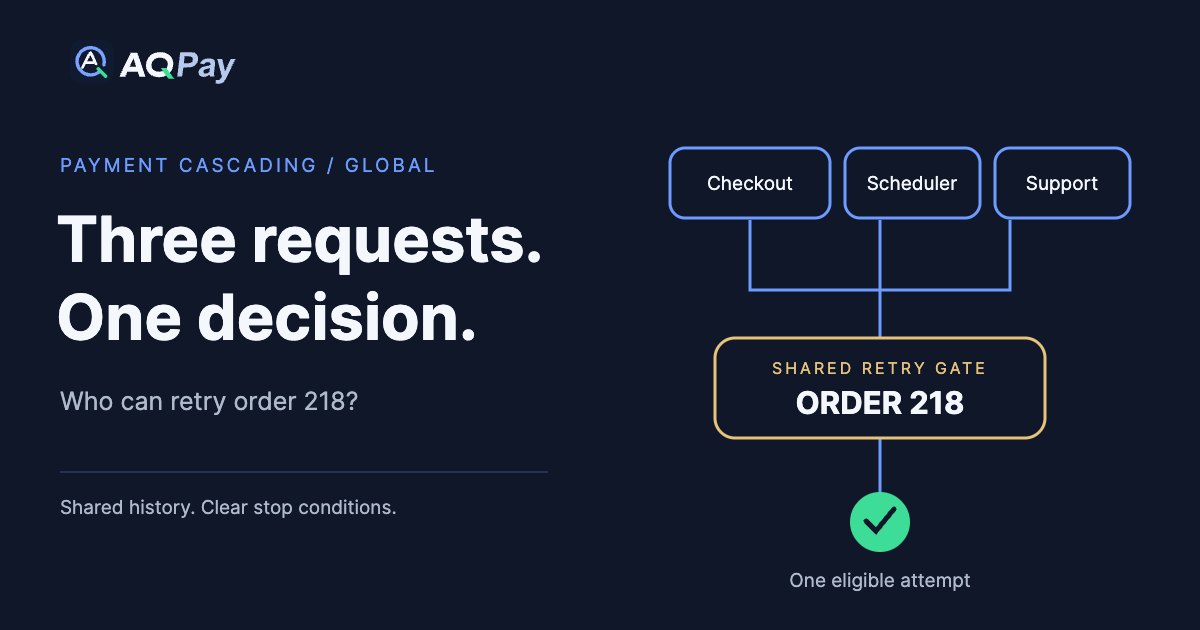 AQPay
PAYMENT CASCADING / GLOBAL
Three requests.
One decision.
Who can retry order 218?
Shared history. Clear stop conditions.
Checkout
Scheduler
Support
SHARED RETRY GATE
ORDER 218
One eligible attempt